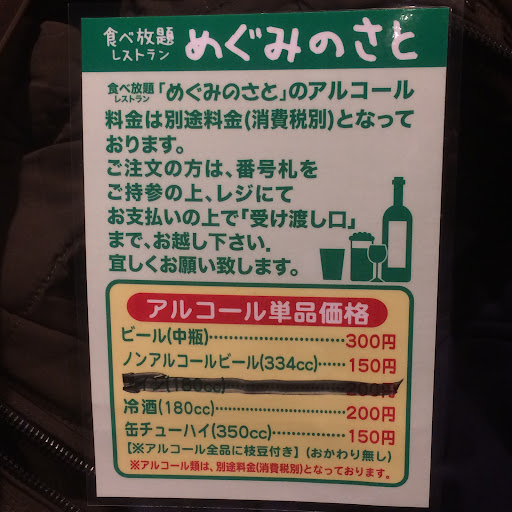 食べ放題
レストラン めぐみのさと
食べ放題
レストラン「めぐみのさと」のアルコール
料金は別途料金(消費税別)となって
おります。
ご注文の方は、番号札を
ご持参の上、レジにて
お支払いの上で「受け渡し口」
まで、お越し下さい.
宜しくお願い致します。
アルコール単品価格
ビール(中瓶)……………………300円
ノンアルコールビール(334cc)……150円
(180cc) 200円
冷酒(180cc)……………………200円
缶チューハイ(350cc)……………150円
【※アルコール全品に枝豆付き】(おかわり無し)
※アルコール類は、別途料金(消費税別)となっております。